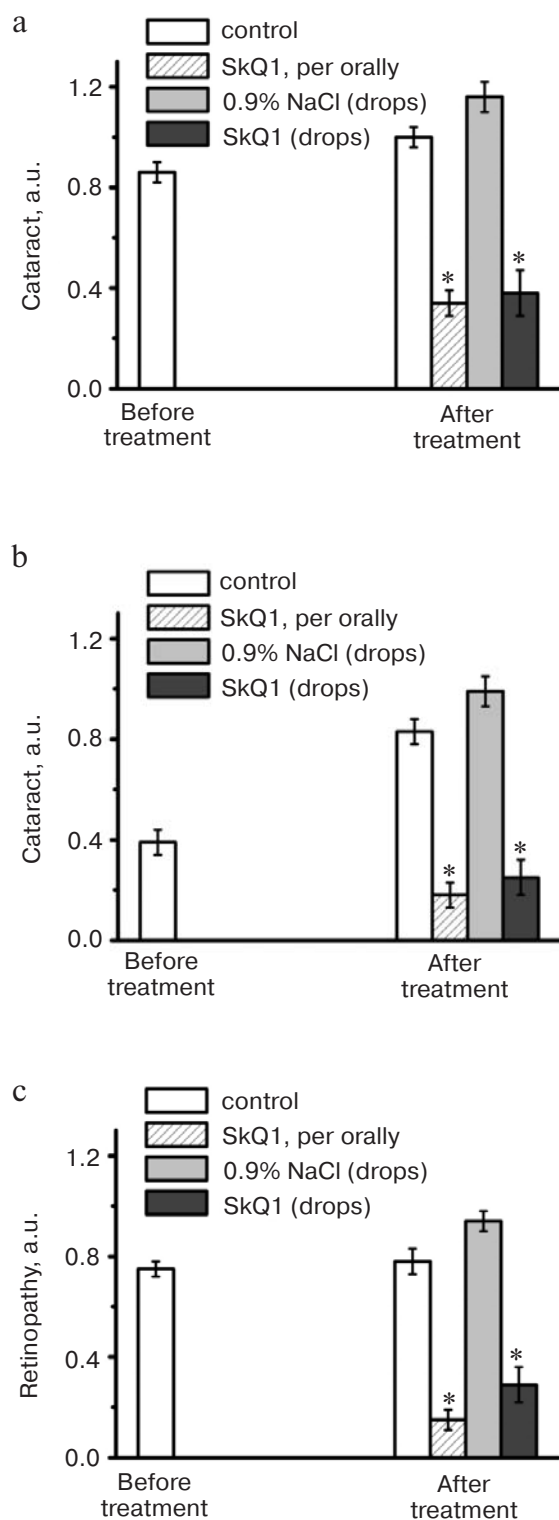 a
control
SkQ1, per orally
0.9% NaCl (drops)
SkQ1 (drops)
Cataract, a.u.
1.2
0.8
0.4
0.0
*
*
Before
treatment
After
treatment
b
control
SkQ1, per orally
0.9% NaCl (drops)
SkQ1 (drops)
Cataract, a.u.
1.2
0.8
0.4
0.0
*
*
Before
treatment
After
treatment
c
control
SkQ1, per orally
0.9% NaCl (drops)
SkQ1 (drops)
Retinopathy, a.u.
1.2
0.8
0.4
0.0
*
*
Before
treatment
After
treatment